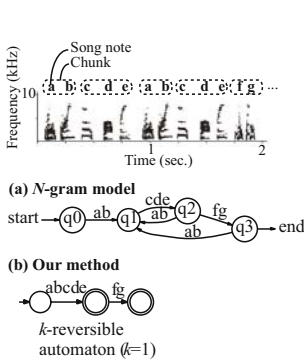 Song note
Chunk
a b c d e a b c d e f g ...
10
Frequency (kHz)
1 2
Time (sec.)
(a) N-gram model
start q0 ab q1 cde ab q2 fg q3 end
ab
(b) Our method
abcde fg
k-reversible
automaton (k=1)